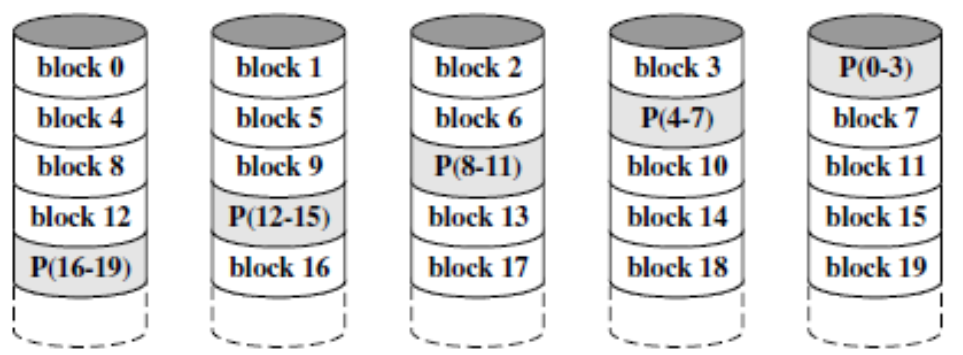 block 0 block 1 block 2 block 3 P(0-3)
block 4 block 5 block 6 P(4-7) block 7
block 8 block 9 P(8-11) block 10 block 11
block 12 P(12-15) block 13 block 14 block 15
P(16-19) block 16 block 17 block 18 block 19